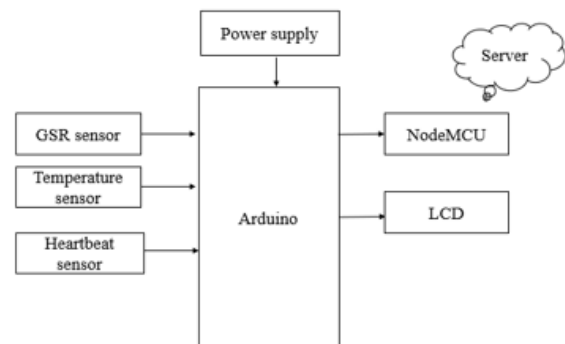 Power supply
Server
GSR sensor
NodeMCU
Temperature
sensor
Arduino
LCD
Heartbeat
sensor